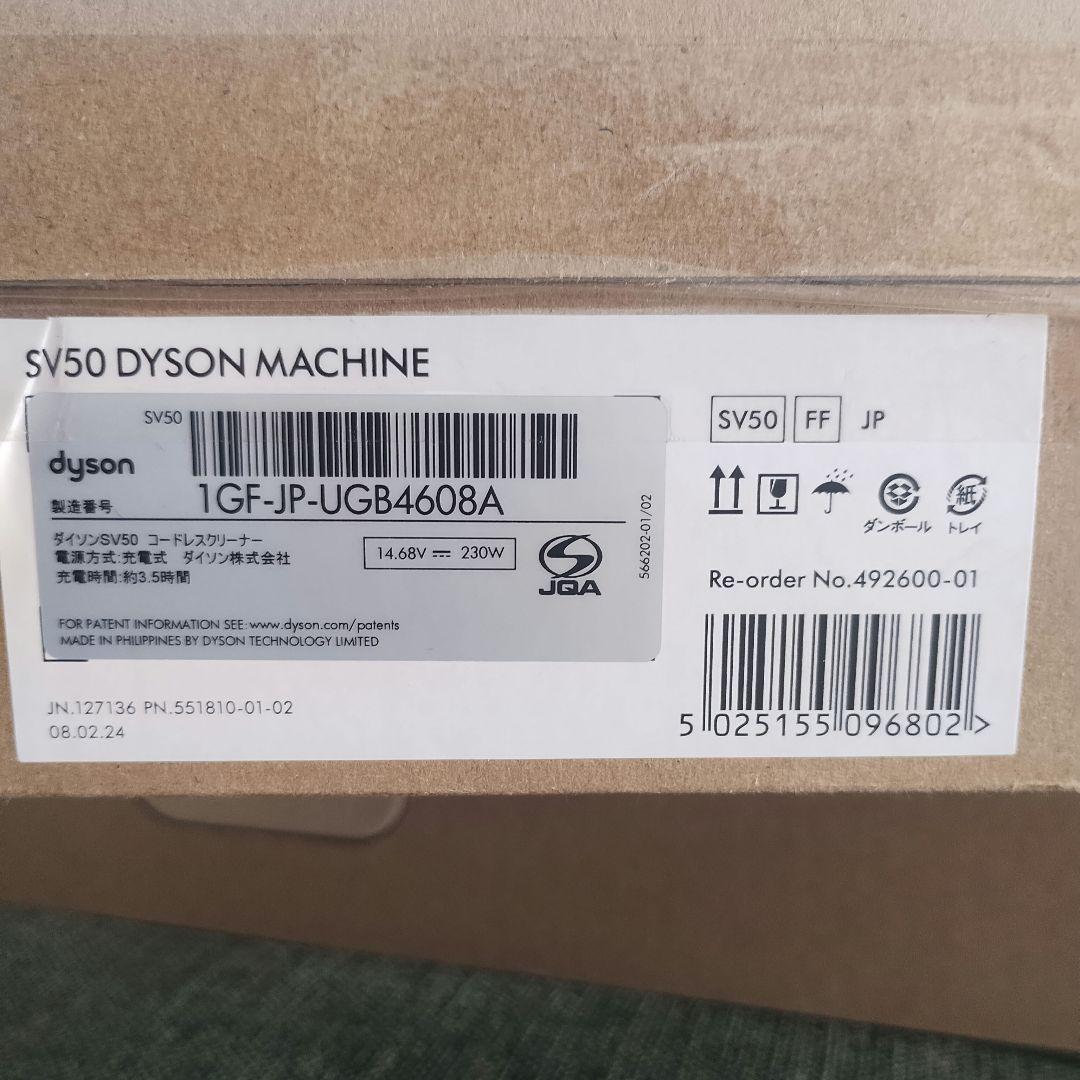 SV50 DYSON MACHINE
SV50
dyson
製造番号
1GF-JP-UGB4608A
ダイソンSV50 コードレスクリーナー
電源方式:充電式 ダイソン株式会社
充電時間:約3.5時間
14.68V ⎓ 230W
JQA
566202-01/02
FOR PATENT INFORMATION SEE: www.dyson.com/patents
MADE IN PHILIPPINES BY DYSON TECHNOLOGY LIMITED
JN.127136 PN.551810-01-02
08.02.24
SV50 FF JP
紙
ダンボール トレイ
Re-order No.492600-01
5 025155 096802 >